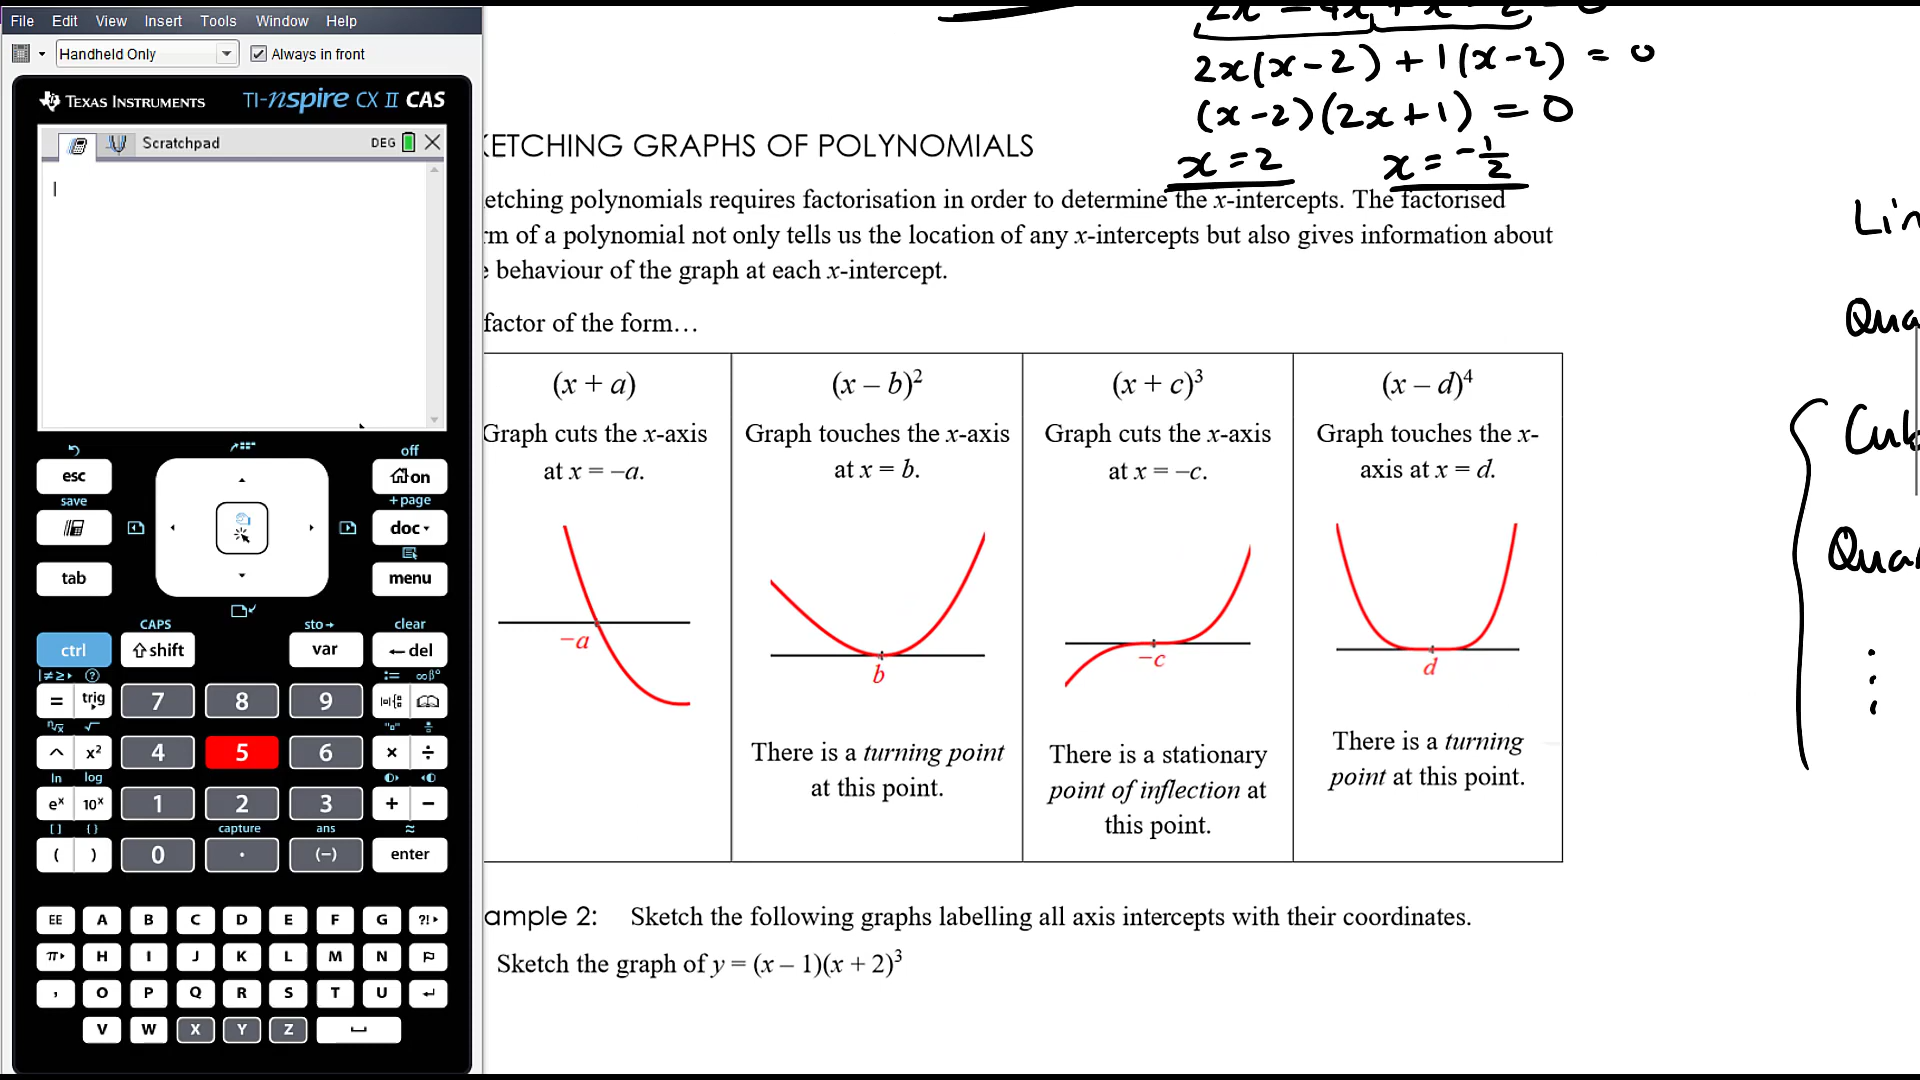 File Edit View Insert Tools Window Help
Handheld Only Always in front
TEXAS INSTRUMENTS TI-nspire CX II CAS
Scratchpad DEG
esc off on
save + page doc
tab menu
CAPS sto→ clear
ctrl shift var ← del
= trig 7 8 9
^ x² 4 5 6 × ÷
ln log
eˣ 10ˣ 1 2 3 + −
[ ] { } capture ans ≈
( ) 0 . (−) enter
EE A B C D E F G ?!
π H I J K L M N
, O P Q R S T U
V W X Y Z
2x(x-2) + 1(x-2) = 0
(x-2)(2x+1) = 0
x = 2 x = -1/2
KETCHING GRAPHS OF POLYNOMIALS
etching polynomials requires factorisation in order to determine the x-intercepts. The factorised
rm of a polynomial not only tells us the location of any x-intercepts but also gives information about
e behaviour of the graph at each x-intercept.
factor of the form…
(x + a)
Graph cuts the x-axis
at x = −a.
−a
(x – b)²
Graph touches the x-axis
at x = b.
b
There is a turning point
at this point.
(x + c)³
Graph cuts the x-axis
at x = −c.
−c
There is a stationary
point of inflection at
this point.
(x – d)⁴
Graph touches the x-
axis at x = d.
d
There is a turning
point at this point.
ample 2: Sketch the following graphs labelling all axis intercepts with their coordinates.
Sketch the graph of y = (x – 1)(x + 2)³
Lin
Qua
Cub
Quar